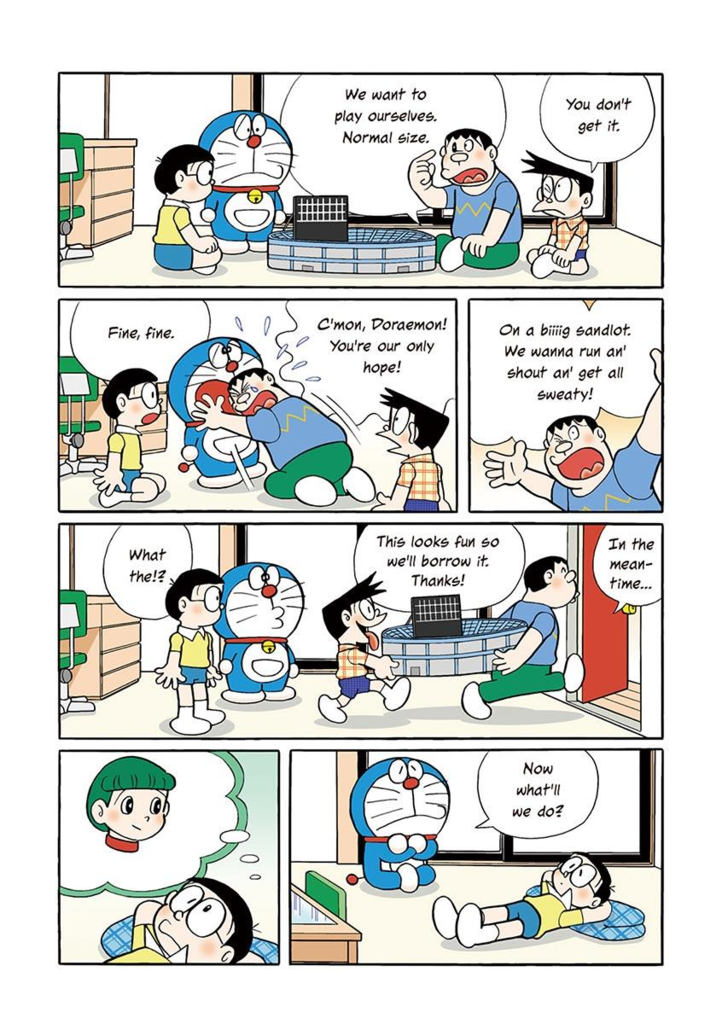 We want to
play ourselves.
Normal size.
You don't
get it.
Fine, fine.
C'mon, Doraemon!
You're our only
hope!
On a biiiig sandlot.
We wanna run an'
shout an' get all
sweaty!
What
the!?
This looks fun so
we'll borrow it.
Thanks!
In the
mean-
time...
Now
what'll
we do?